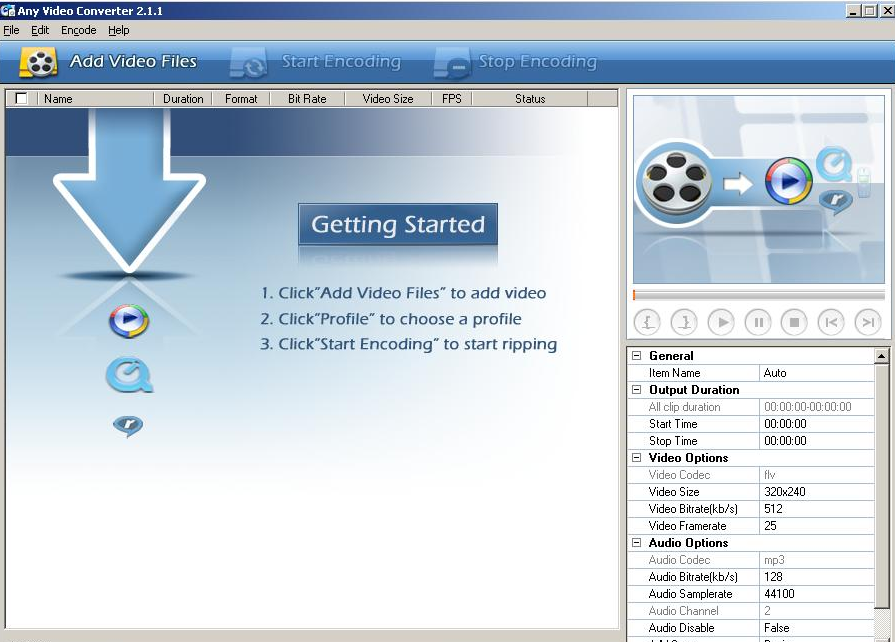 Any Video Converter 2.1.1
File Edit Encode Help
Add Video Files Start Encoding Stop Encoding
Name Duration Format Bit Rate Video Size FPS Status
Getting Started
1. Click"Add Video Files" to add video
2. Click"Profile" to choose a profile
3. Click"Start Encoding" to start ripping
General
Item Name Auto
Output Duration
All clip duration 00:00:00-00:00:00
Start Time 00:00:00
Stop Time 00:00:00
Video Options
Video Codec flv
Video Size 320x240
Video Bitrate(kb/s) 512
Video Framerate 25
Audio Options
Audio Codec mp3
Audio Bitrate(kb/s) 128
Audio Samplerate 44100
Audio Channel 2
Audio Disable False